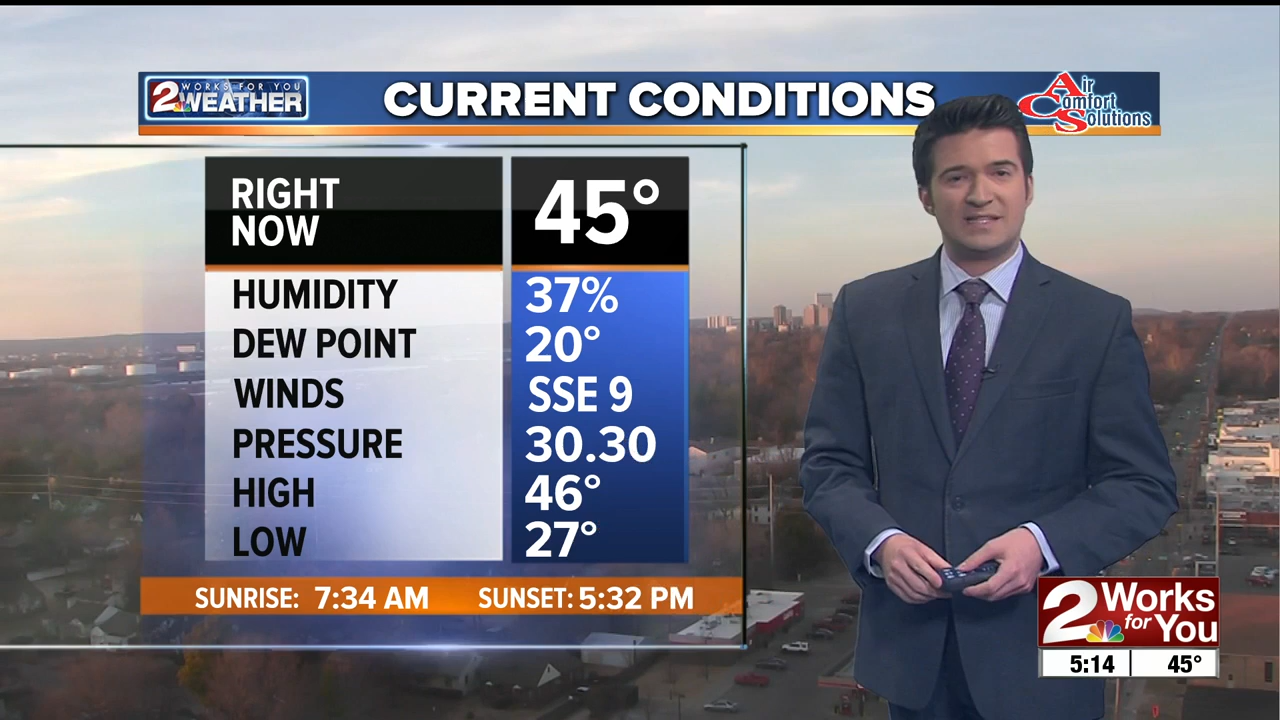 2 WORKS FOR YOU
WEATHER
CURRENT CONDITIONS
Air
Comfort
Solutions
RIGHT
NOW
45°
HUMIDITY 37%
DEW POINT 20°
WINDS SSE 9
PRESSURE 30.30
HIGH 46°
LOW 27°
SUNRISE: 7:34 AM SUNSET: 5:32 PM
2 Works
for You
5:14 45°